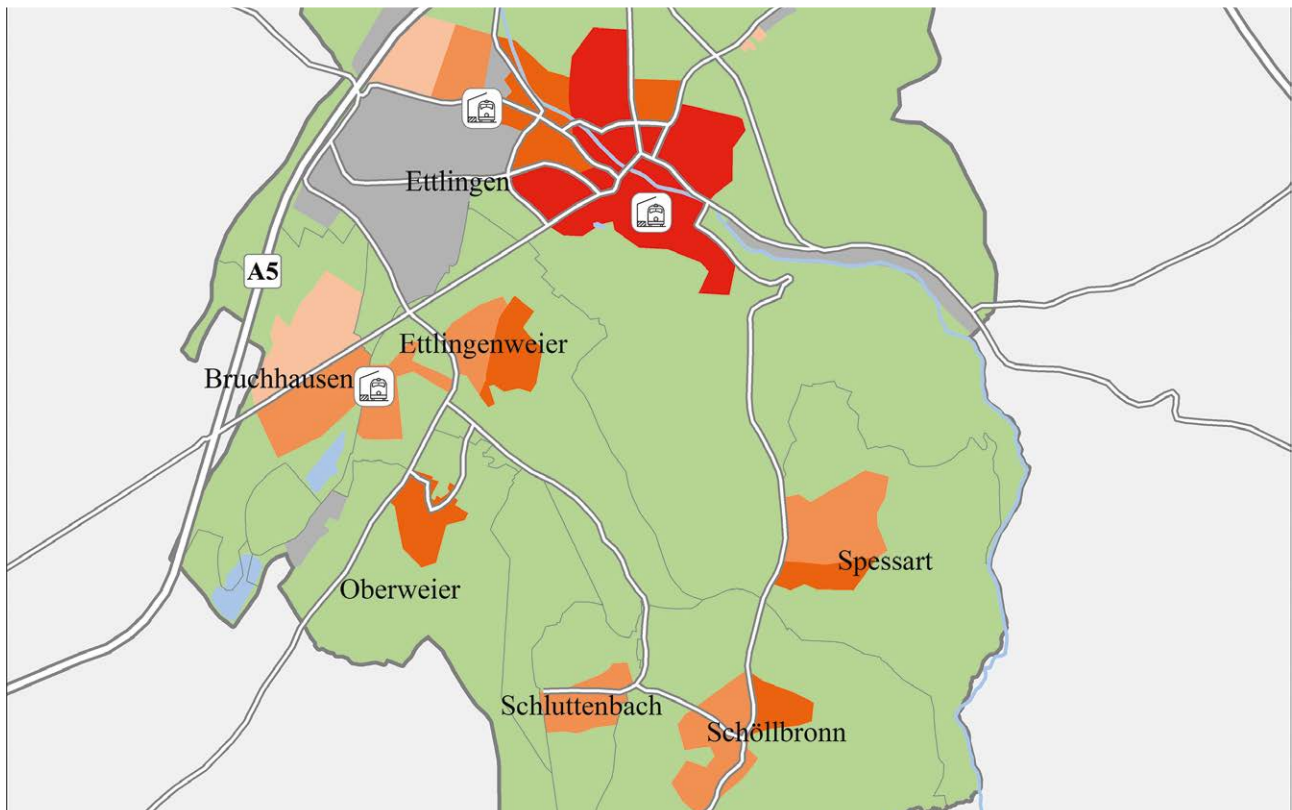 Ettlingen
A5
Ettlingenweier
Bruchhausen
Spessart
Oberweier
Schluttenbach
Schöllbronn